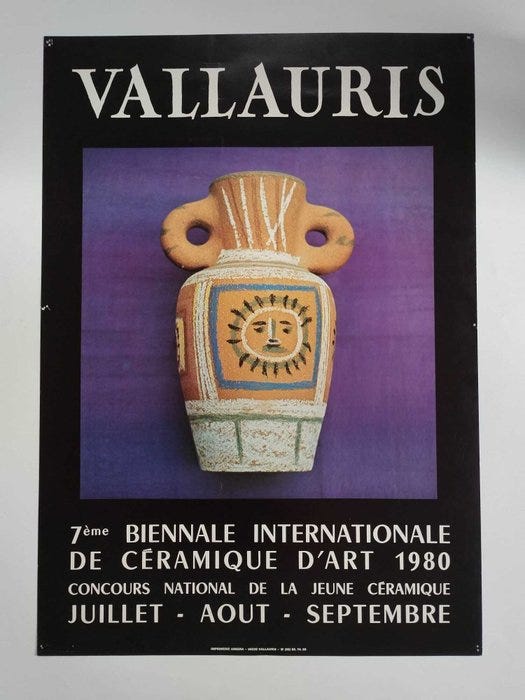 VALLAURIS
7ème BIENNALE INTERNATIONALE
DE CÉRAMIQUE D'ART 1980
CONCOURS NATIONAL DE LA JEUNE CÉRAMIQUE
JUILLET - AOUT - SEPTEMBRE